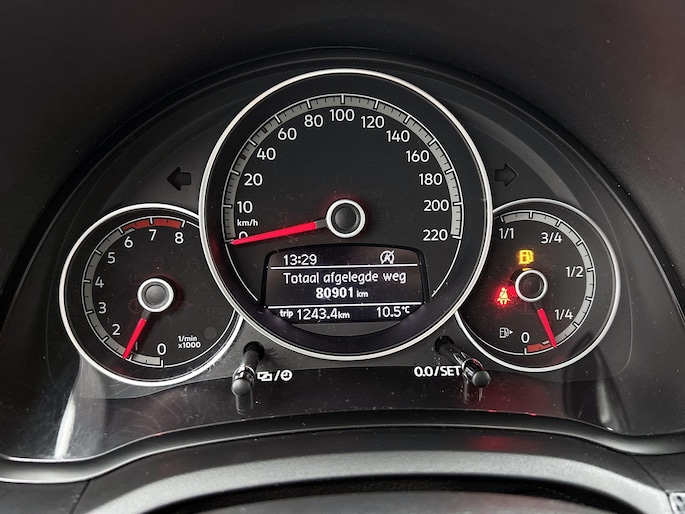 0 10 20 40 60 80 100 120 140 160 180 200 220
km/h
13:29
Totaal afgelegde weg
80901 km
trip 1243.4km 10.5°C
0 1 2 3 4 5 6 7 8
1/min
x1000
1/1 3/4 1/2 1/4 0
0.0/SET